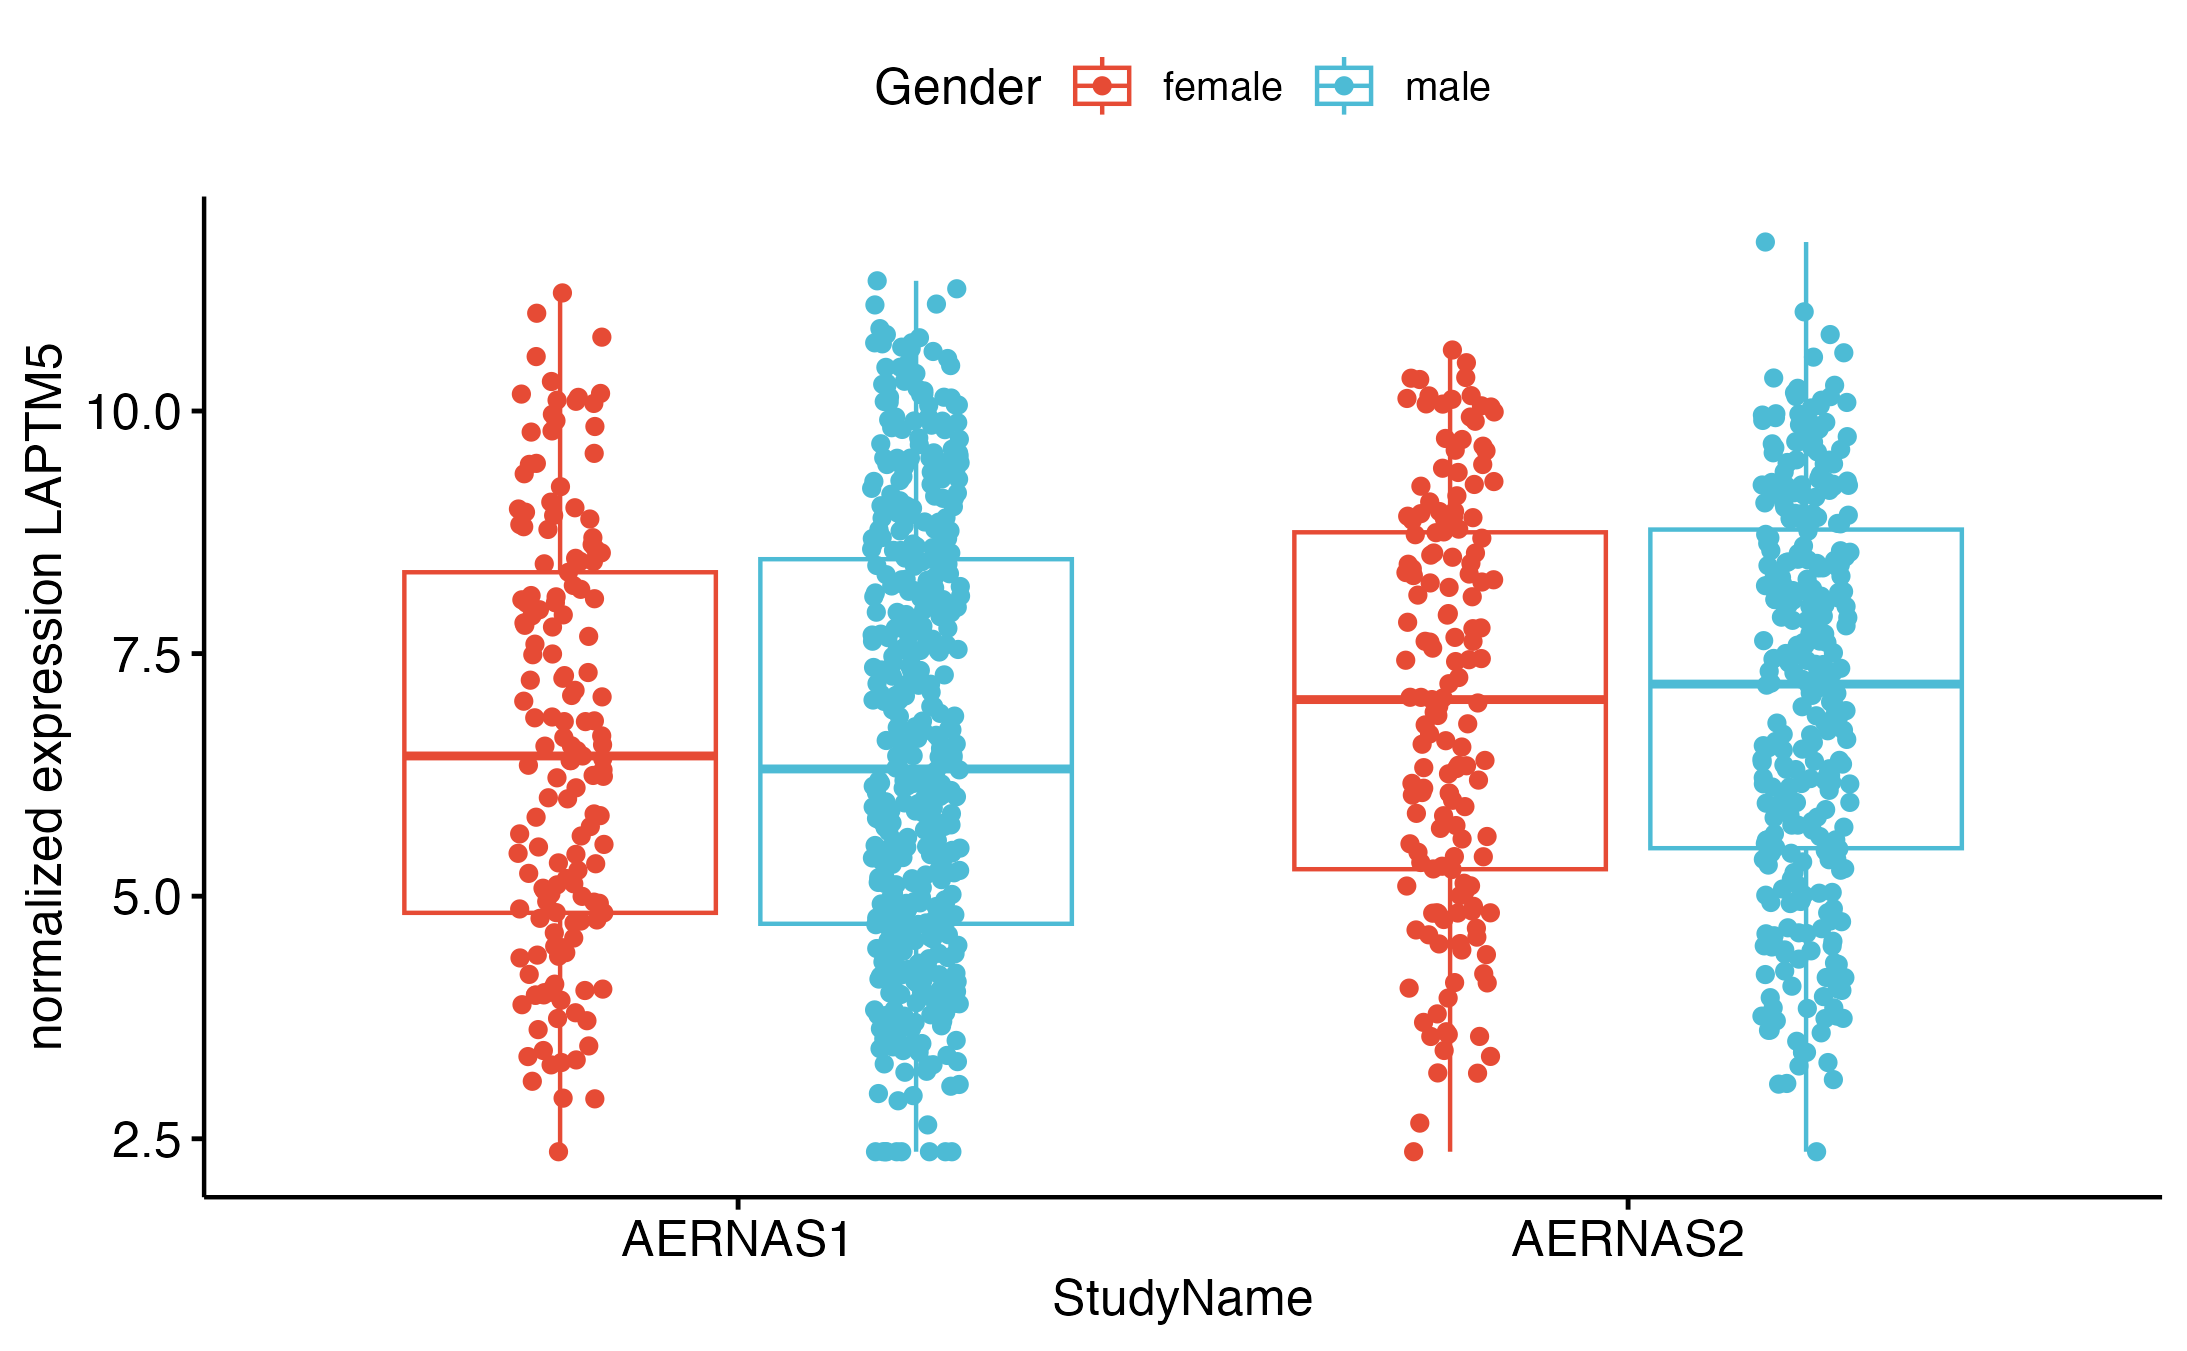 Gender female male
normalized expression LAPTM5
10.0
7.5
5.0
2.5
AERNAS1 AERNAS2
StudyName